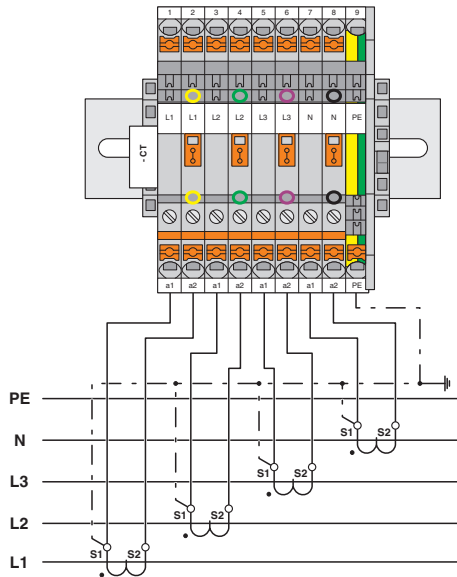 1 2 3 4 5 6 7 8 9
L1 L1 L2 L2 L3 L3 N N PE
- CT
a1 a2 a1 a2 a1 a2 a1 a2 PE
PE
N
S1 S2
L3
S1 S2
L2
S1 S2
L1
S1 S2